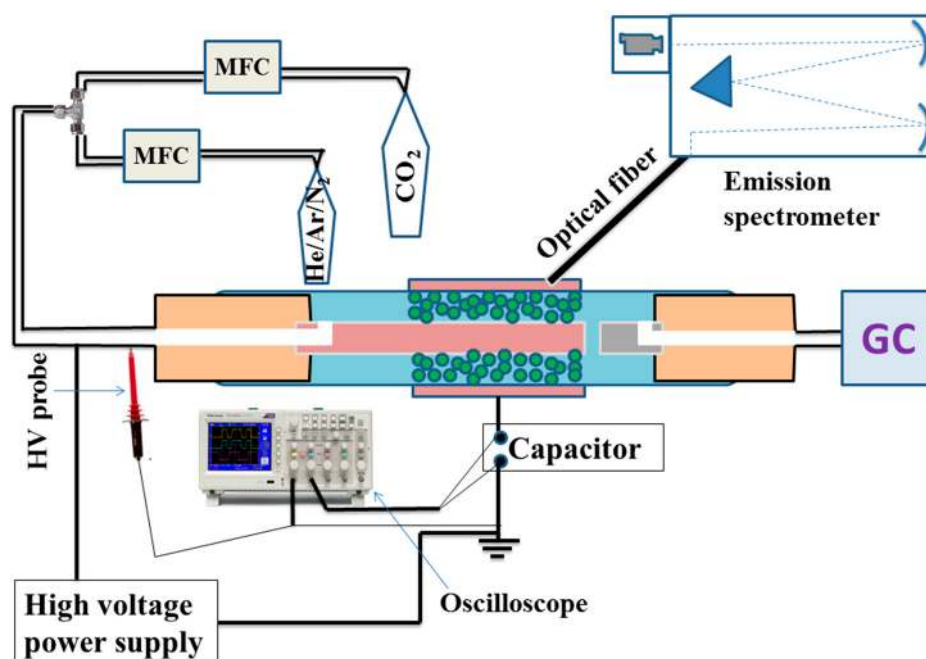 MFC
MFC
CO₂
He/Ar/N₂
Optical fiber
Emission
spectrometer
GC
HV probe
Capacitor
Oscilloscope
High voltage
power supply